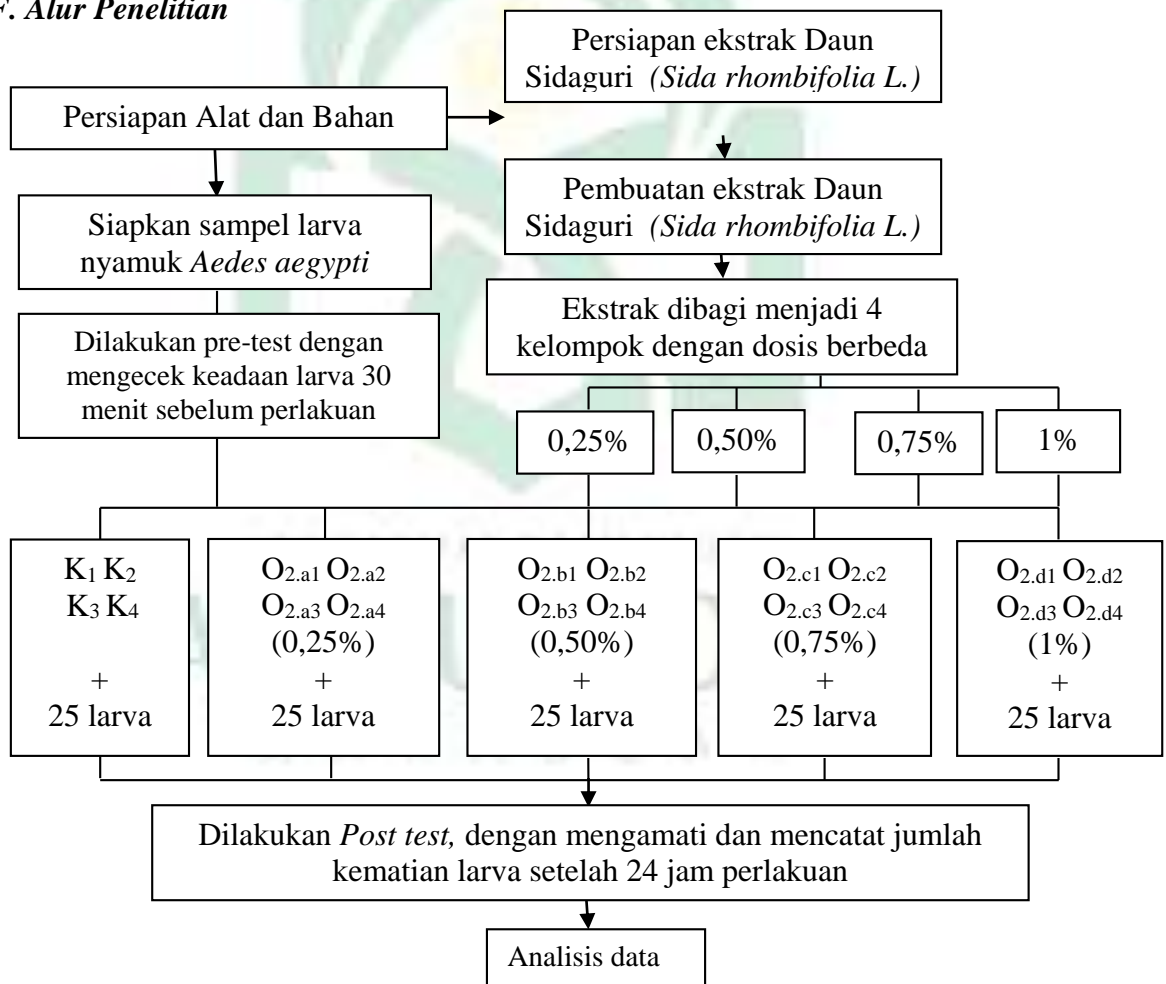 F. Alur Penelitian
Persiapan ekstrak Daun
Sidaguri (Sida rhombifolia L.)
Persiapan Alat dan Bahan
Pembuatan ekstrak Daun
Sidaguri (Sida rhombifolia L.)
Siapkan sampel larva
nyamuk Aedes aegypti
Ekstrak dibagi menjadi 4
kelompok dengan dosis berbeda
Dilakukan pre-test dengan
mengecek keadaan larva 30
menit sebelum perlakuan
0,25%
0,50%
0,75%
1%
K1 K2
K3 K4
+
25 larva
O2.a1 O2.a2
O2.a3 O2.a4
(0,25%)
+
25 larva
O2.b1 O2.b2
O2.b3 O2.b4
(0,50%)
+
25 larva
O2.c1 O2.c2
O2.c3 O2.c4
(0,75%)
+
25 larva
O2.d1 O2.d2
O2.d3 O2.d4
(1%)
+
25 larva
Dilakukan Post test, dengan mengamati dan mencatat jumlah
kematian larva setelah 24 jam perlakuan
Analisis data